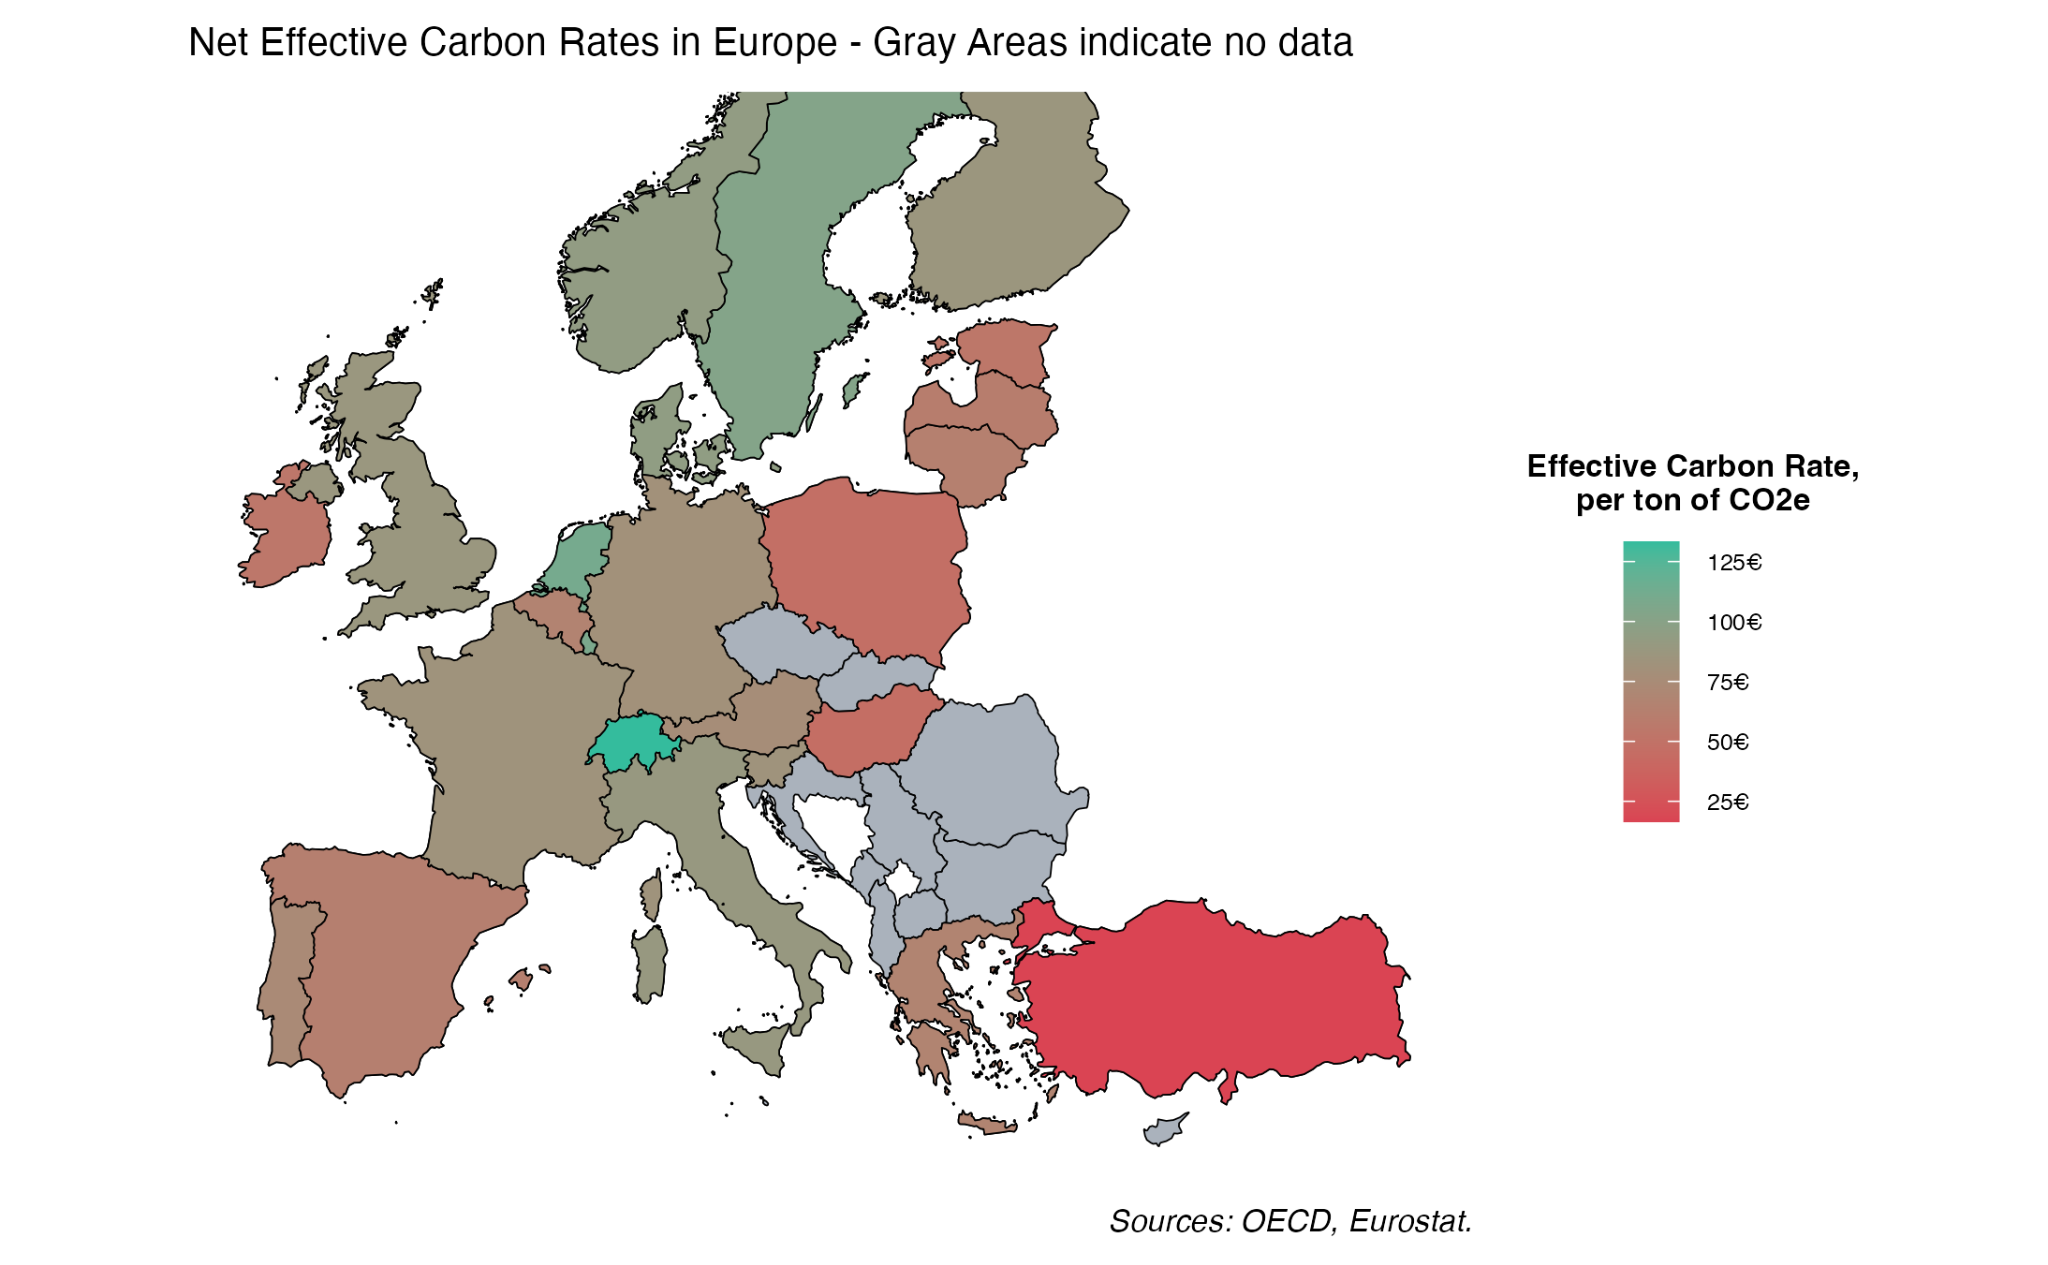 Net Effective Carbon Rates in Europe - Gray Areas indicate no data
Effective Carbon Rate,
per ton of CO2e
125€
100€
75€
50€
25€
Sources: OECD, Eurostat.